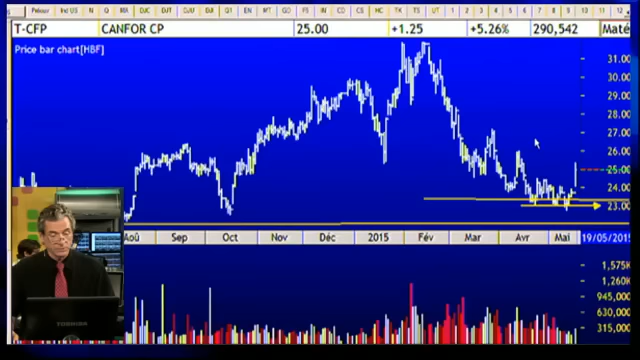 T-CFP CANFOR CP 25.00 +1.25 +5.26% 290,542 Maté
Price bar chart[HBF]
31.00
30.00
29.00
28.00
27.00
26.00
25.00
24.00
23.00
Aoû Sep Oct Nov Déc 2015 Fév Mar Avr Mai 19/05/2015
1,575K
1,260K
945,000
630,000
315,000
TOSHIBA